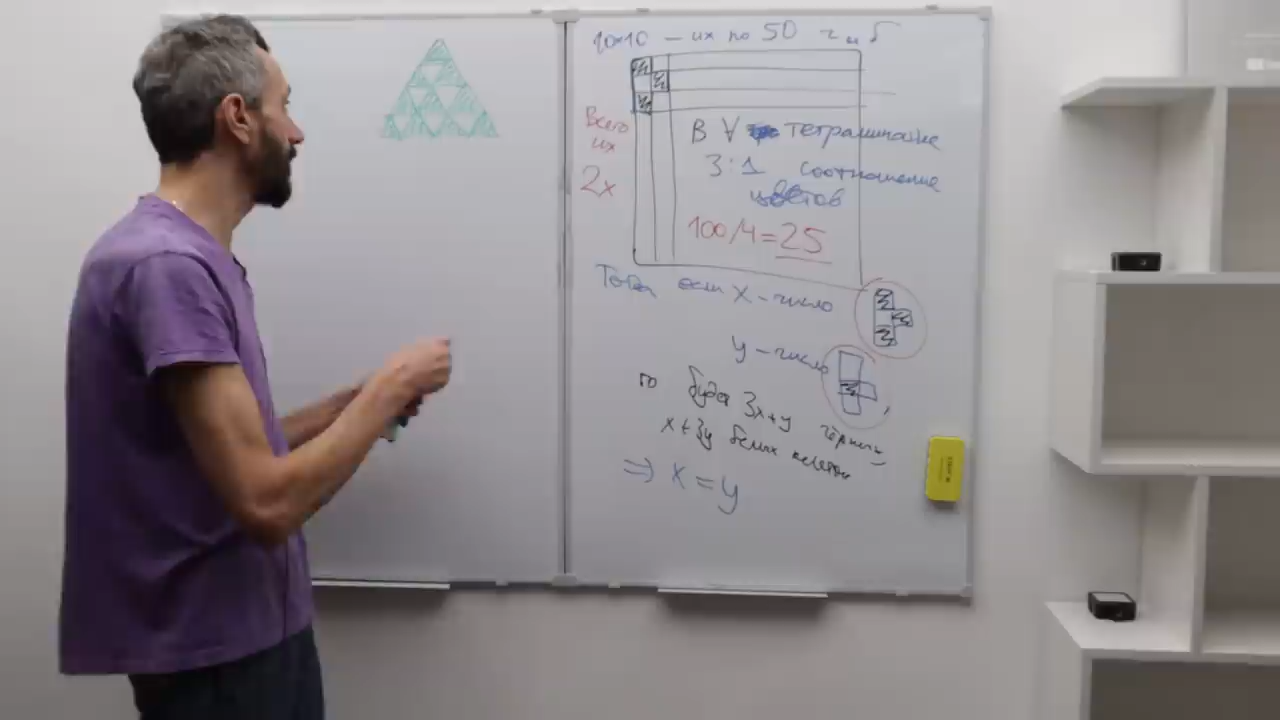 10×10 – их по 50 ч и б
Всего
их
2x
В ∀ тетрамино
3:1 соотношение
цветов
100/4=25
Тогда если X – число
y – число
то будет 3x+y чёрных,
x+3y белых клеток
⇒ x = y